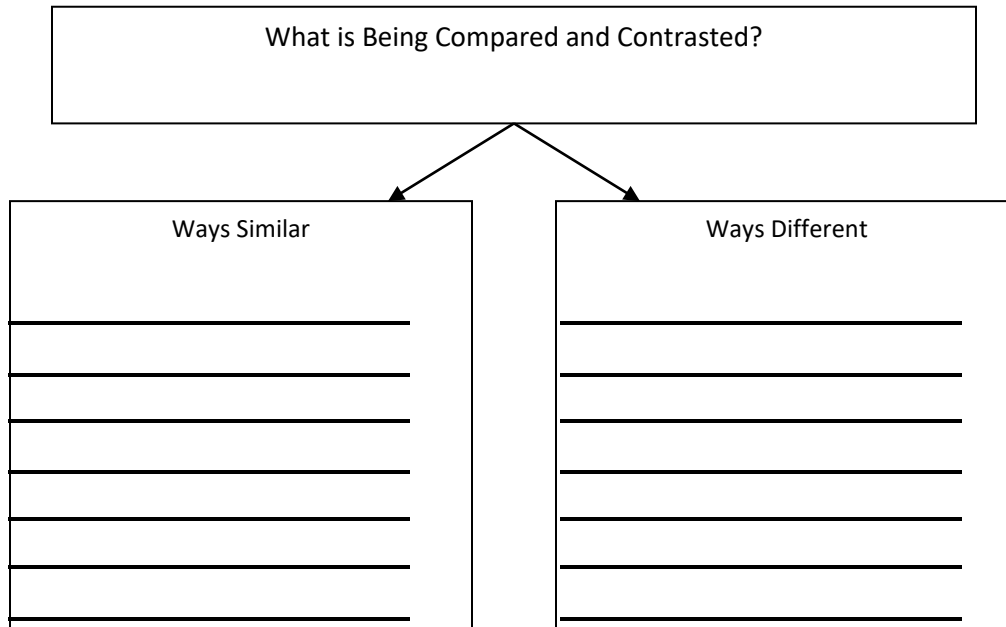 What is Being Compared and Contrasted?
Ways Similar
Ways Different